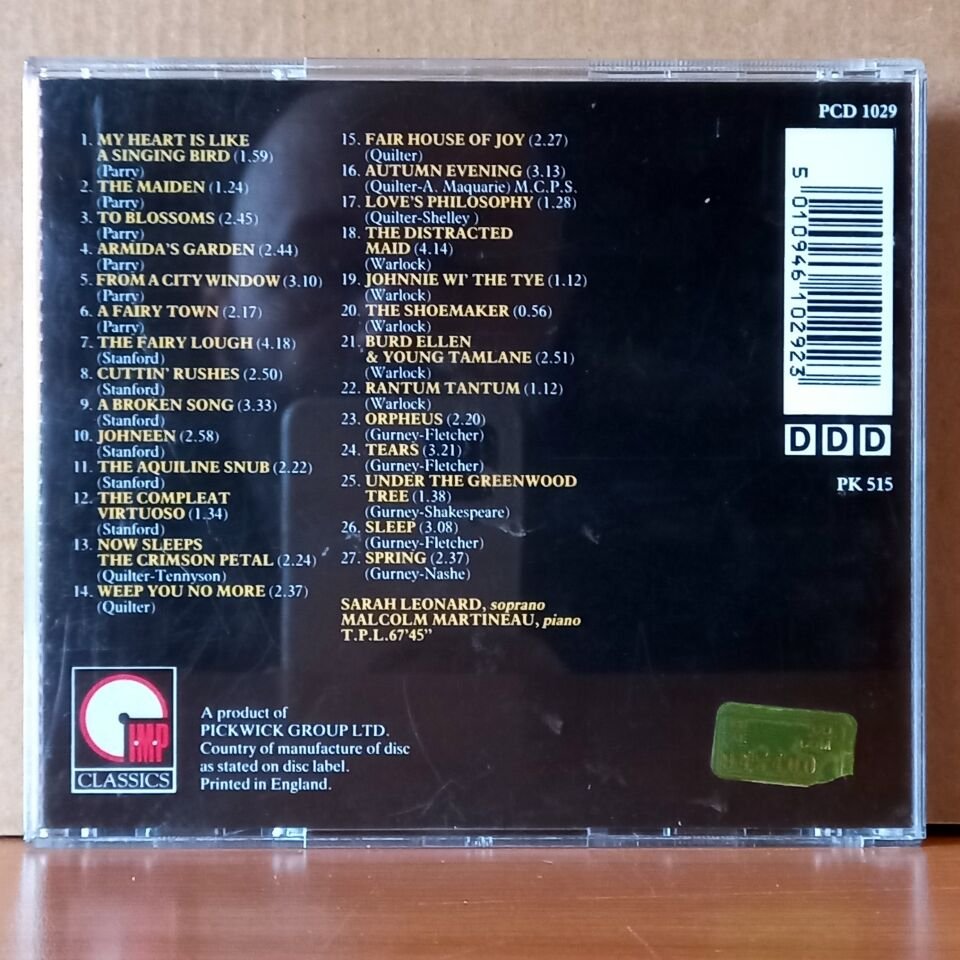 PCD 1029
1. MY HEART IS LIKE
A SINGING BIRD (1.59)
(Parry)
2. THE MAIDEN (1.24)
(Parry)
3. TO BLOSSOMS (2.45)
(Parry)
4. ARMIDA'S GARDEN (2.44)
(Parry)
5. FROM A CITY WINDOW (3.10)
(Parry)
6. A FAIRY TOWN (2.17)
(Parry)
7. THE FAIRY LOUGH (4.18)
(Stanford)
8. CUTTIN' RUSHES (2.50)
(Stanford)
9. A BROKEN SONG (3.33)
(Stanford)
10. JOHNEEN (2.58)
(Stanford)
11. THE AQUILINE SNUB (2.22)
(Stanford)
12. THE COMPLEAT
VIRTUOSO (1.34)
(Stanford)
13. NOW SLEEPS
THE CRIMSON PETAL (2.24)
(Quilter-Tennyson)
14. WEEP YOU NO MORE (2.37)
(Quilter)
15. FAIR HOUSE OF JOY (2.27)
(Quilter)
16. AUTUMN EVENING (3.13)
(Quilter-A. Maquarie) M.C.P.S.
17. LOVE'S PHILOSOPHY (1.28)
(Quilter-Shelley )
18. THE DISTRACTED
MAID (4.14)
(Warlock)
19. JOHNNIE WI' THE TYE (1.12)
(Warlock)
20. THE SHOEMAKER (0.56)
(Warlock)
21. BURD ELLEN
& YOUNG TAMLANE (2.51)
(Warlock)
22. RANTUM TANTUM (1.12)
(Warlock)
23. ORPHEUS (2.20)
(Gurney-Fletcher)
24. TEARS (3.21)
(Gurney-Fletcher)
25. UNDER THE GREENWOOD
TREE (1.38)
(Gurney-Shakespeare)
26. SLEEP (3.08)
(Gurney-Fletcher)
27. SPRING (2.37)
(Gurney-Nashe)
SARAH LEONARD, soprano
MALCOLM MARTINEAU, piano
T.P.L.67'45"
5 010946 102923
DDD
PK 515
IMP
CLASSICS
A product of
PICKWICK GROUP LTD.
Country of manufacture of disc
as stated on disc label.
Printed in England.